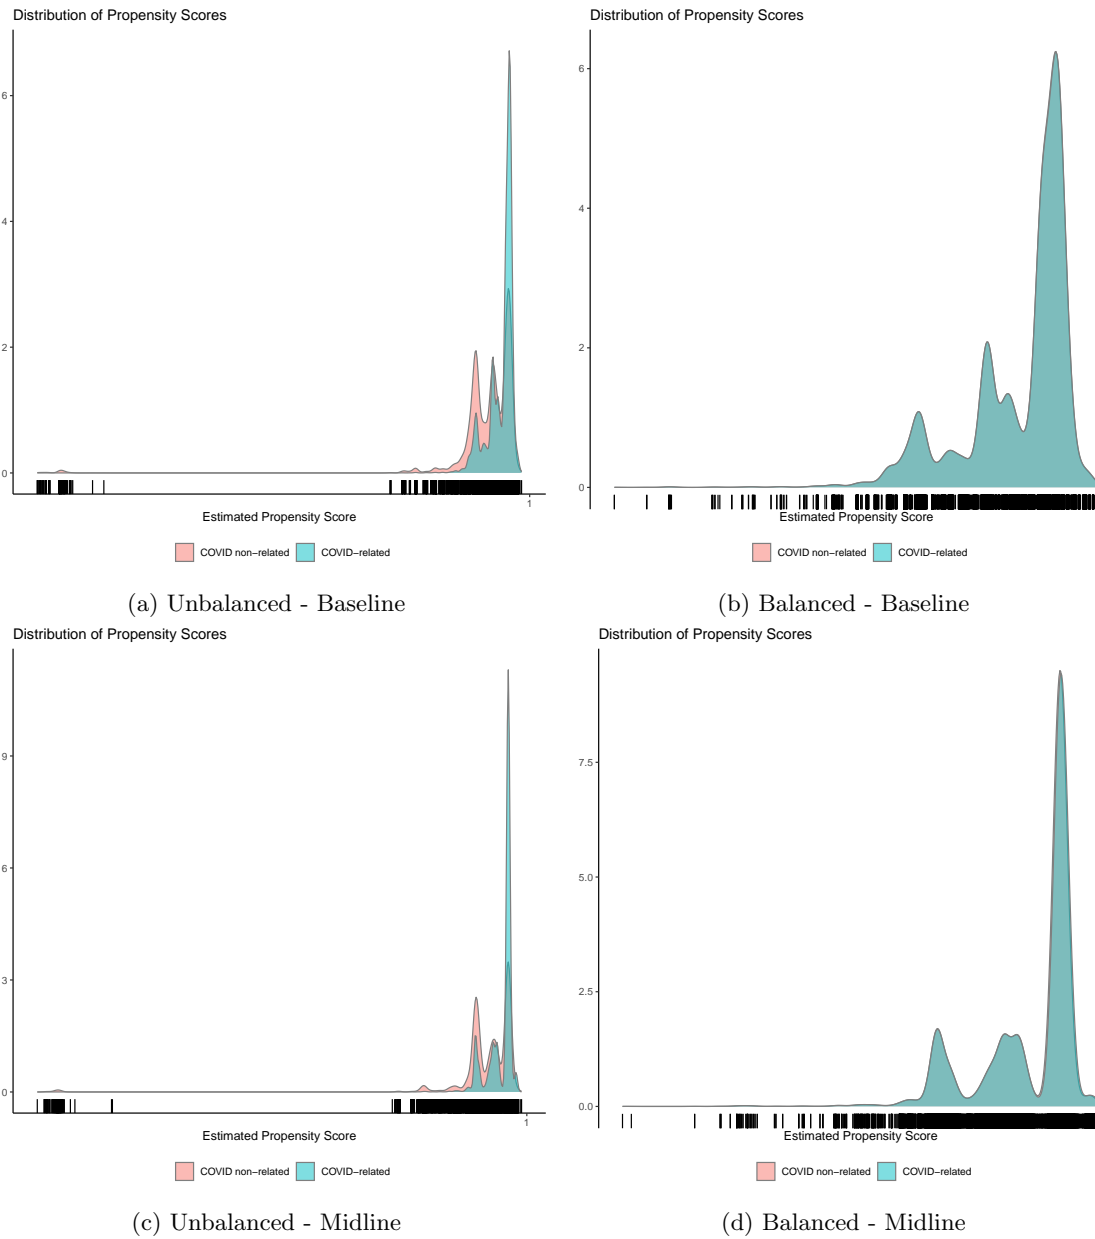 Distribution of Propensity Scores
6
4
2
0
1
Estimated Propensity Score
COVID non−related COVID−related
(a) Unbalanced - Baseline
Distribution of Propensity Scores
6
4
2
0
Estimated Propensity Score
COVID non−related COVID−related
(b) Balanced - Baseline
Distribution of Propensity Scores
9
6
3
0
1
Estimated Propensity Score
COVID non−related COVID−related
(c) Unbalanced - Midline
Distribution of Propensity Scores
7.5
5.0
2.5
0.0
Estimated Propensity Score
COVID non−related COVID−related
(d) Balanced - Midline